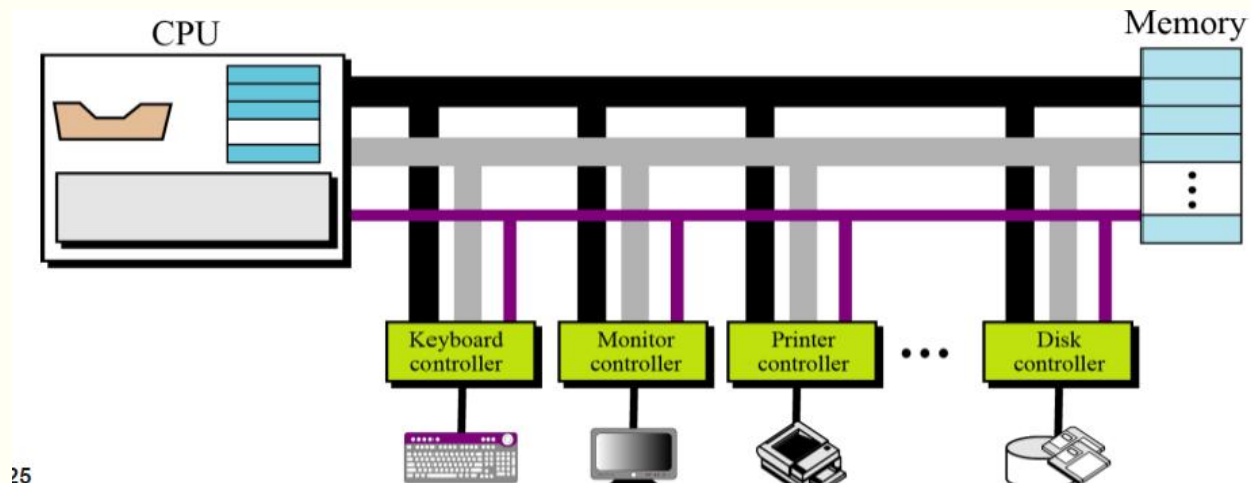 CPU
Memory
Keyboard
controller
Monitor
controller
Printer
controller
Disk
controller
25